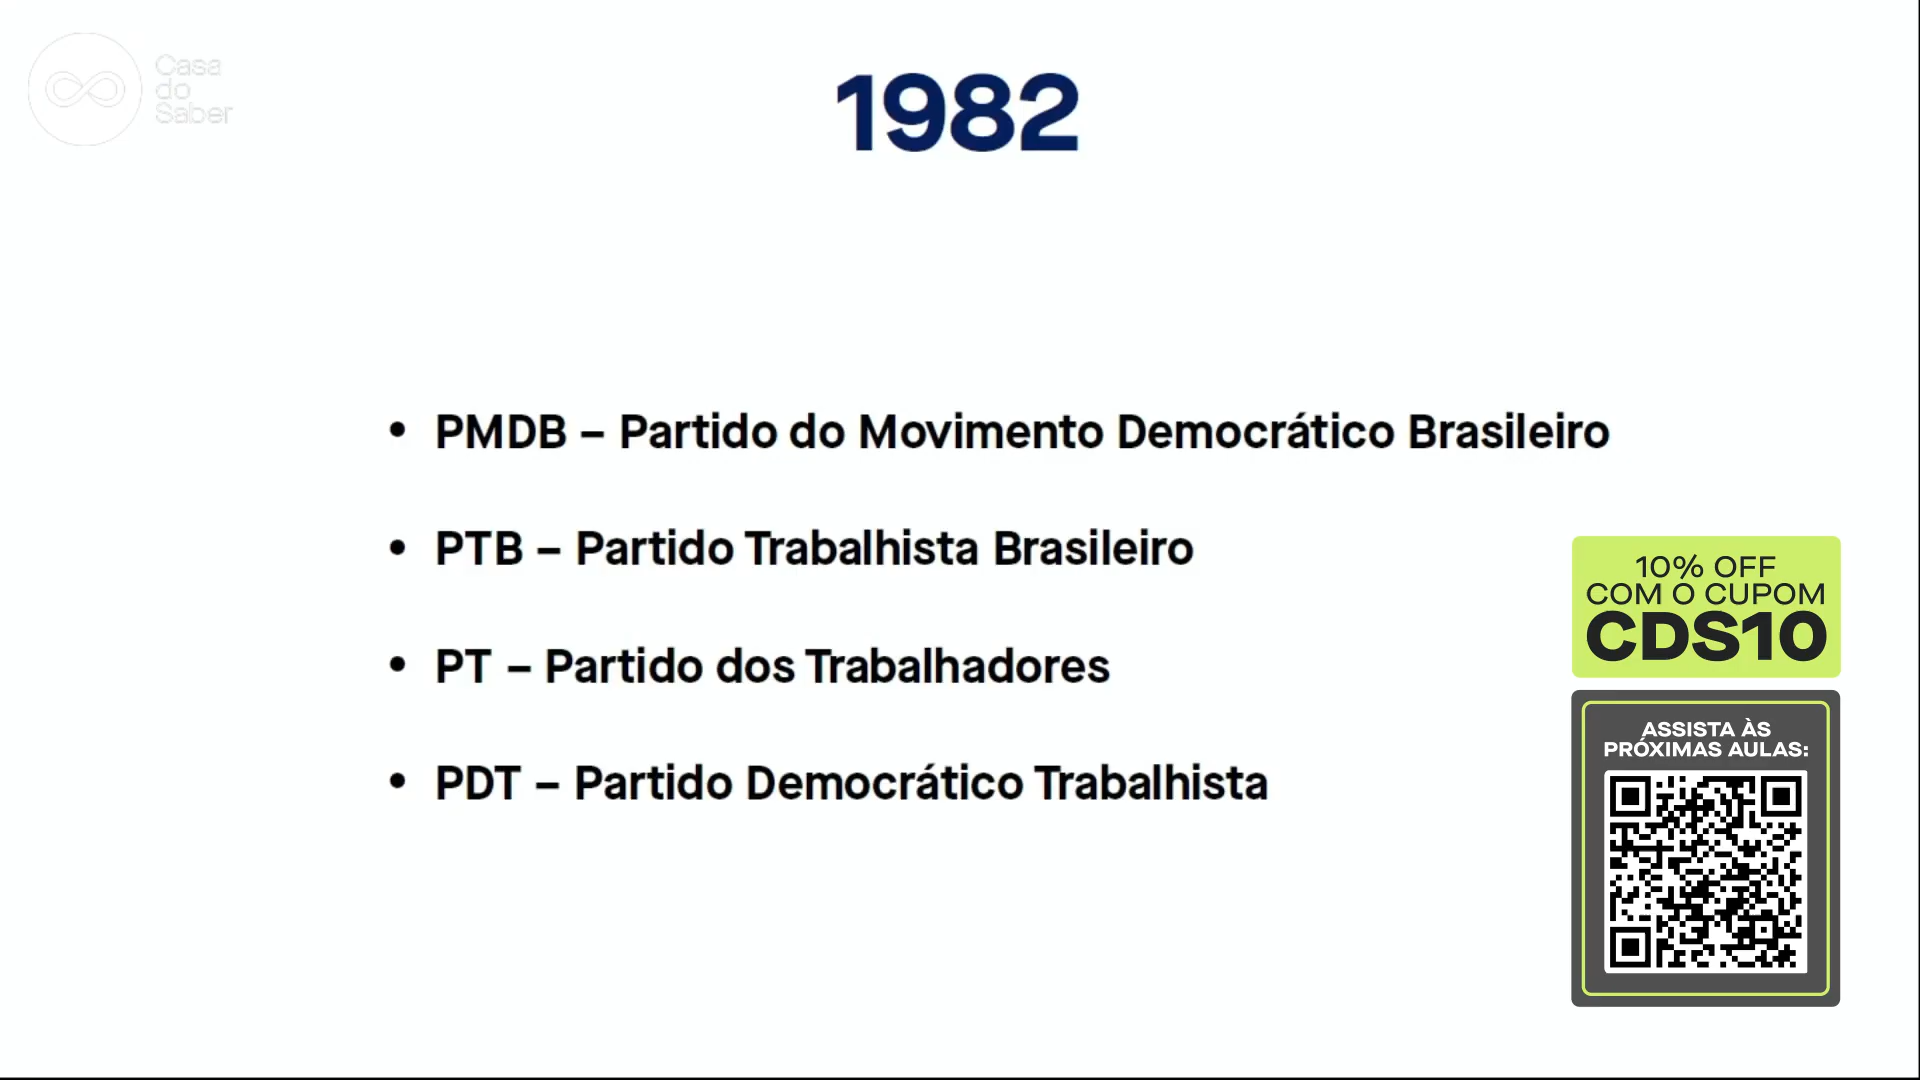 Casa
do
Saber
1982
• PMDB – Partido do Movimento Democrático Brasileiro
• PTB – Partido Trabalhista Brasileiro
• PT – Partido dos Trabalhadores
• PDT – Partido Democrático Trabalhista
10% OFF
COM O CUPOM
CDS10
ASSISTA ÀS
PRÓXIMAS AULAS: